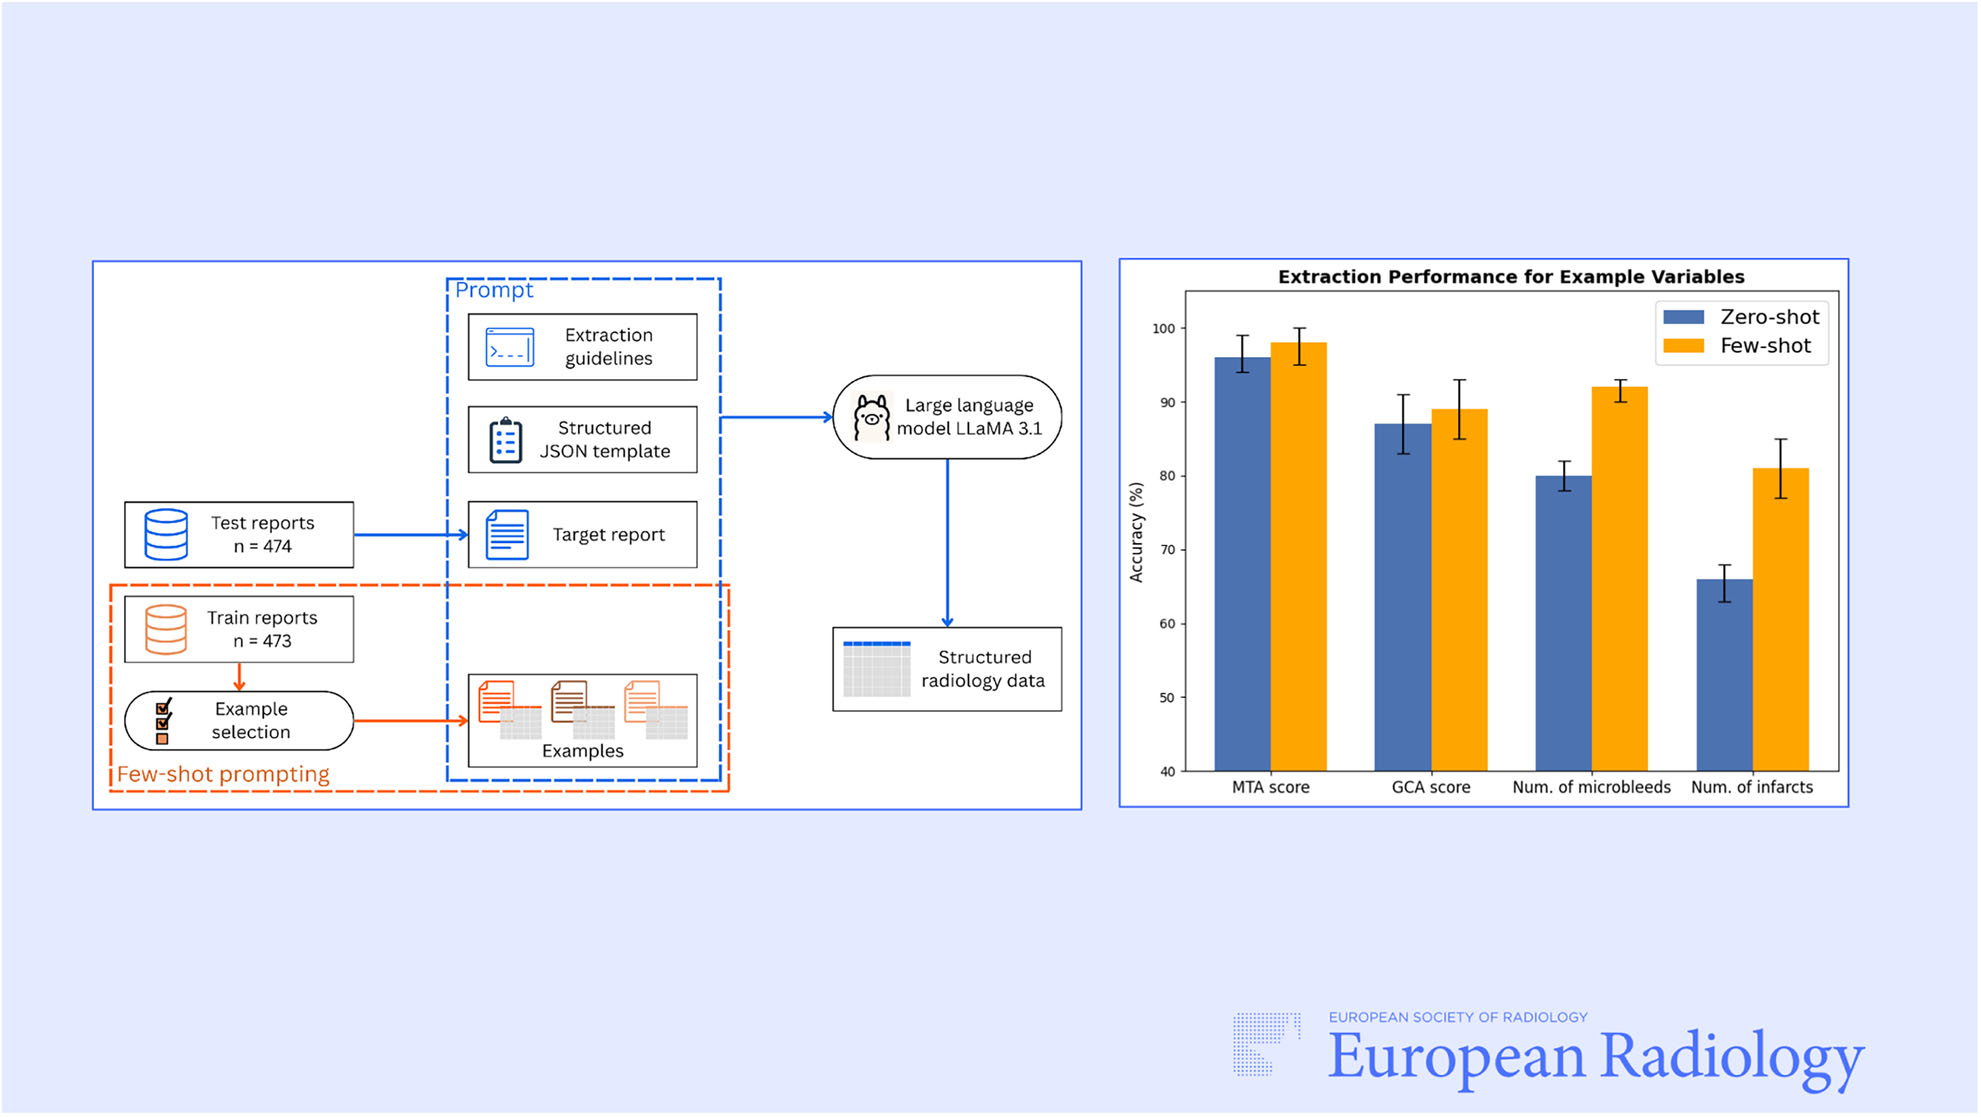 Prompt
Extraction
guidelines
Structured
JSON template
Test reports
n = 474
Target report
Train reports
n = 473
Example
selection
Examples
Few-shot prompting
Large language
model LLaMA 3.1
Structured
radiology data
Extraction Performance for Example Variables
Zero-shot
Few-shot
Accuracy (%)
100
90
80
70
60
50
40
MTA score
GCA score
Num. of microbleeds
Num. of infarcts
EUROPEAN SOCIETY OF RADIOLOGY
European Radiology